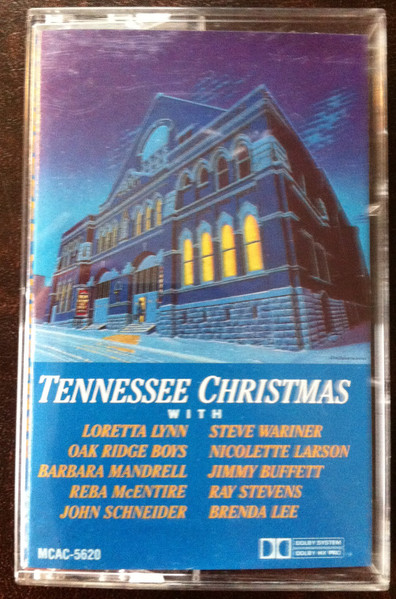 TENNESSEE CHRISTMAS
WITH
LORETTA LYNN STEVE WARINER
OAK RIDGE BOYS NICOLETTE LARSON
BARBARA MANDRELL JIMMY BUFFETT
REBA McENTIRE RAY STEVENS
JOHN SCHNEIDER BRENDA LEE
MCAC-5620
DOLBY SYSTEM
DOLBY HX PRO